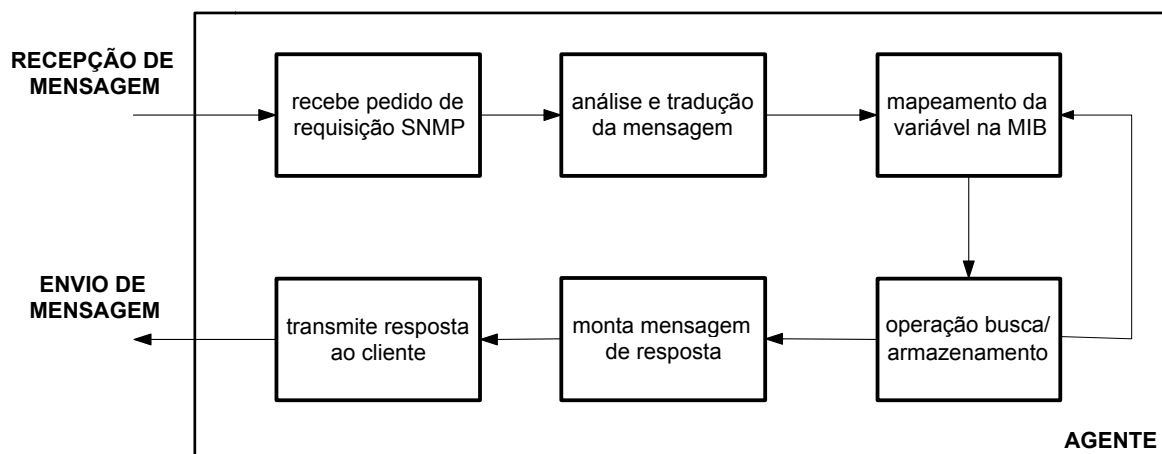 RECEPÇÃO DE
MENSAGEM
recebe pedido de
requisição SNMP
análise e tradução
da mensagem
mapeamento da
variável na MIB
ENVIO DE
MENSAGEM
transmite resposta
ao cliente
monta mensagem
de resposta
operação busca/
armazenamento
AGENTE